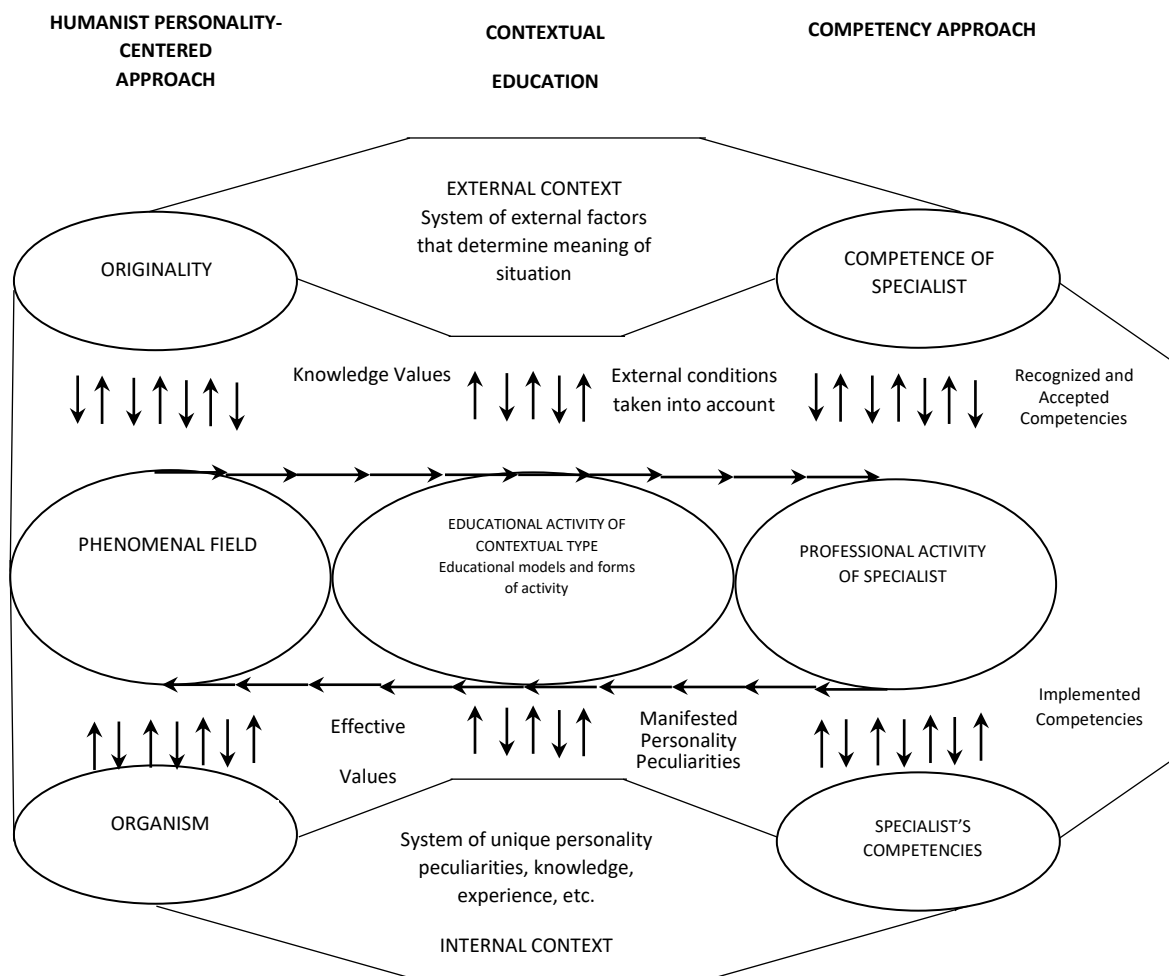 HUMANIST PERSONALITY-
CENTERED
APPROACH
CONTEXTUAL
EDUCATION
COMPETENCY APPROACH
EXTERNAL CONTEXT
System of external factors
that determine meaning of
situation
ORIGINALITY
COMPETENCE OF
SPECIALIST
Knowledge Values
External conditions
taken into account
Recognized and
Accepted
Competencies
PHENOMENAL FIELD
EDUCATIONAL ACTIVITY OF
CONTEXTUAL TYPE
Educational models and forms
of activity
PROFESSIONAL ACTIVITY
OF SPECIALIST
Effective
Values
Manifested
Personality
Peculiarities
Implemented
Competencies
ORGANISM
System of unique personality
peculiarities, knowledge,
experience, etc.
INTERNAL CONTEXT
SPECIALIST'S
COMPETENCIES